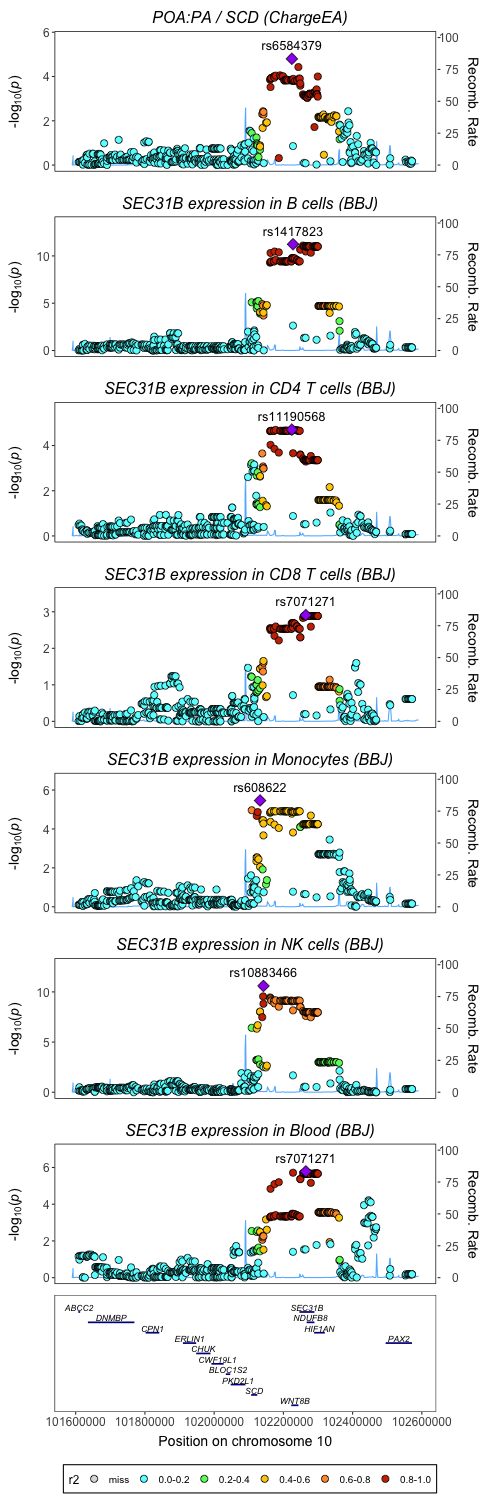 POA:PA / SCD (ChargeEA)
rs6584379
6
4
2
0
100
75
50
25
0
-log10(p)
Recomb. Rate
SEC31B expression in B cells (BBJ)
rs1417823
10
5
0
100
75
50
25
0
-log10(p)
Recomb. Rate
SEC31B expression in CD4 T cells (BBJ)
rs11190568
4
2
0
100
75
50
25
0
-log10(p)
Recomb. Rate
SEC31B expression in CD8 T cells (BBJ)
rs7071271
3
2
1
0
100
75
50
25
0
-log10(p)
Recomb. Rate
SEC31B expression in Monocytes (BBJ)
rs608622
6
4
2
0
100
75
50
25
0
-log10(p)
Recomb. Rate
SEC31B expression in NK cells (BBJ)
rs10883466
10
5
0
100
75
50
25
0
-log10(p)
Recomb. Rate
SEC31B expression in Blood (BBJ)
rs7071271
6
4
2
0
100
75
50
25
0
-log10(p)
Recomb. Rate
ABCC2 SEC31B
DNMBP NDUFB8
CPN1 HIF1AN
ERLIN1 PAX2
CHUK
CWF19L1
BLOC1S2
PKD2L1
SCD
WNT8B
101600000 101800000 102000000 102200000 102400000 102600000
Position on chromosome 10
r2 miss 0.0-0.2 0.2-0.4 0.4-0.6 0.6-0.8 0.8-1.0